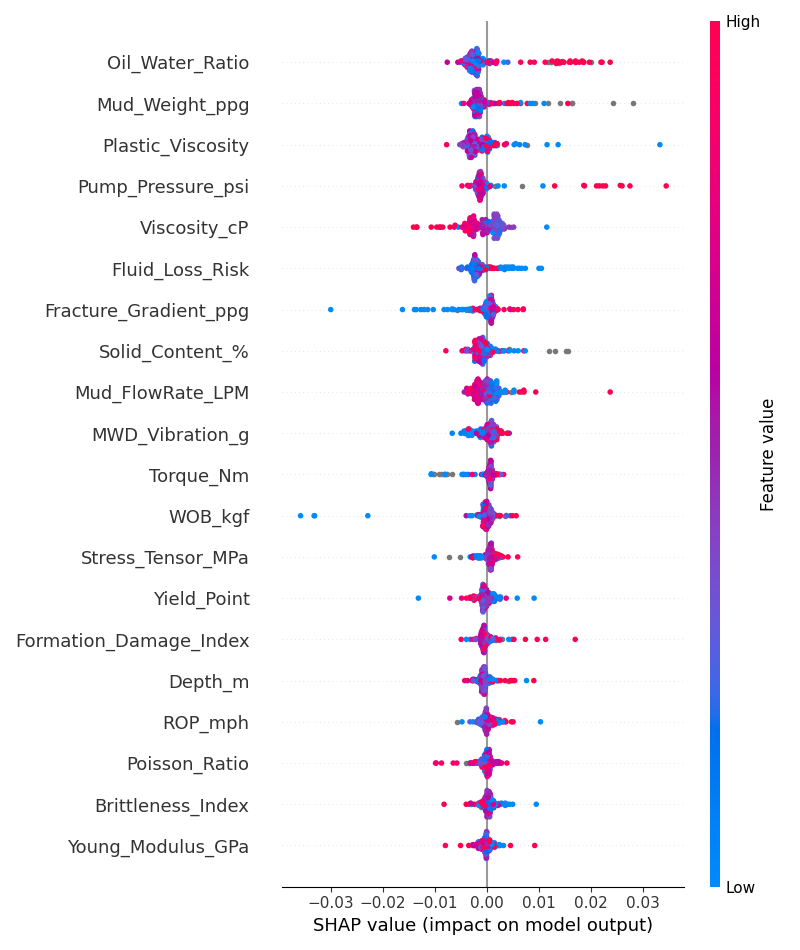 High
Oil_Water_Ratio
Mud_Weight_ppg
Plastic_Viscosity
Pump_Pressure_psi
Viscosity_cP
Fluid_Loss_Risk
Fracture_Gradient_ppg
Solid_Content_%
Mud_FlowRate_LPM
MWD_Vibration_g
Torque_Nm
WOB_kgf
Stress_Tensor_MPa
Yield_Point
Formation_Damage_Index
Depth_m
ROP_mph
Poisson_Ratio
Brittleness_Index
Young_Modulus_GPa
Feature value
Low
−0.03 −0.02 −0.01 0.00 0.01 0.02 0.03
SHAP value (impact on model output)